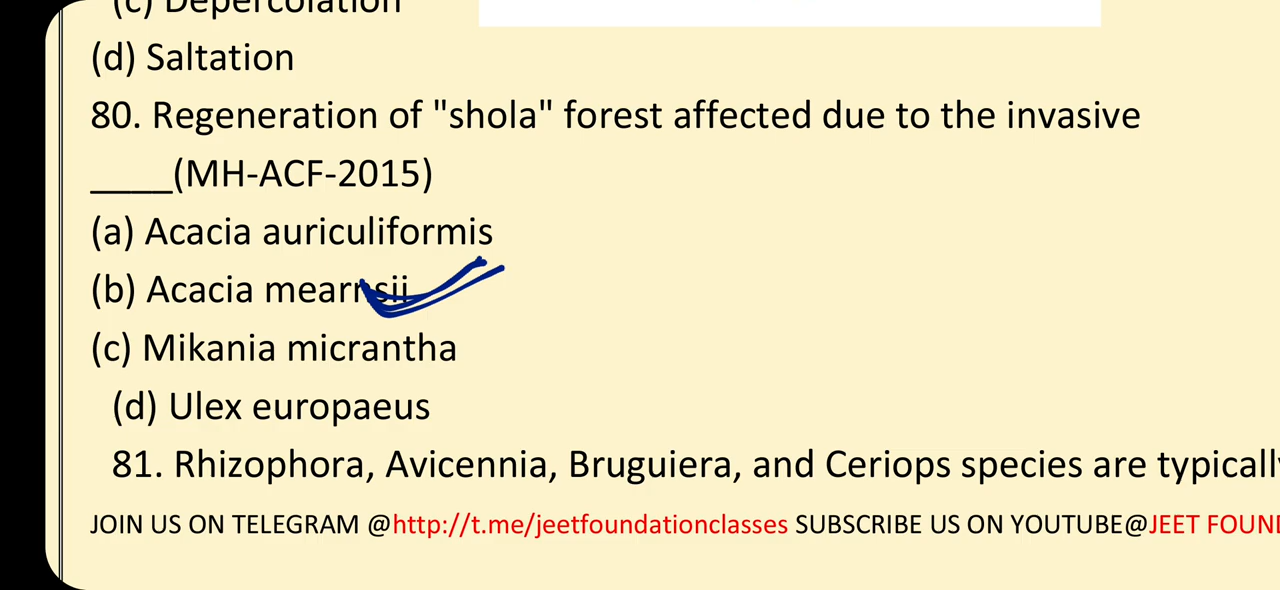 (c) Depercolation
(d) Saltation
80. Regeneration of "shola" forest affected due to the invasive
____(MH-ACF-2015)
(a) Acacia auriculiformis
(b) Acacia mearnsii
(c) Mikania micrantha
(d) Ulex europaeus
81. Rhizophora, Avicennia, Bruguiera, and Ceriops species are typically
JOIN US ON TELEGRAM @http://t.me/jeetfoundationclasses SUBSCRIBE US ON YOUTUBE@JEET FOUN